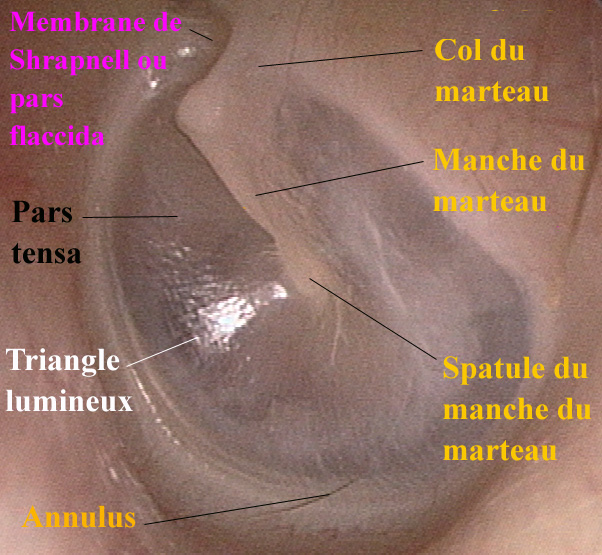 Membrane de
Shrapnell ou
pars
flaccida
Col du
marteau
Manche du
marteau
Pars
tensa
Triangle
lumineux
Spatule du
manche du
marteau
Annulus